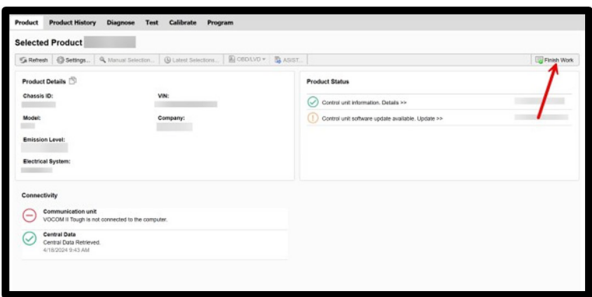 Product Product History Diagnose Test Calibrate Program
Selected Product
Refresh Settings... Manual Selection... Latest Selections... OBD/LVD ASIST... Finish Work
Product Details
Chassis ID:
VIN:
Model:
Company:
Emission Level:
Electrical System:
Product Status
Control unit information. Details >>
Control unit software update available. Update >>
Connectivity
Communication unit
VOCOM II Tough is not connected to the computer.
Central Data
Central Data Retrieved.
4/18/2024 9:43 AM